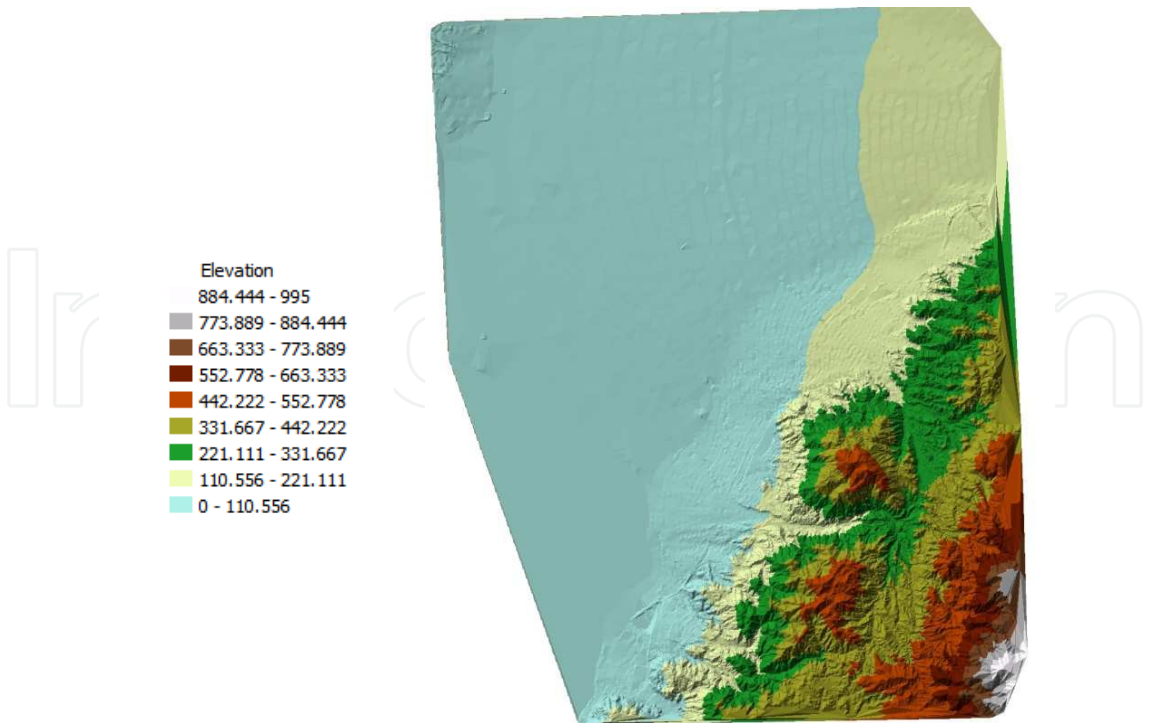 Elevation
884.444 - 995
773.889 - 884.444
663.333 - 773.889
552.778 - 663.333
442.222 - 552.778
331.667 - 442.222
221.111 - 331.667
110.556 - 221.111
0 - 110.556